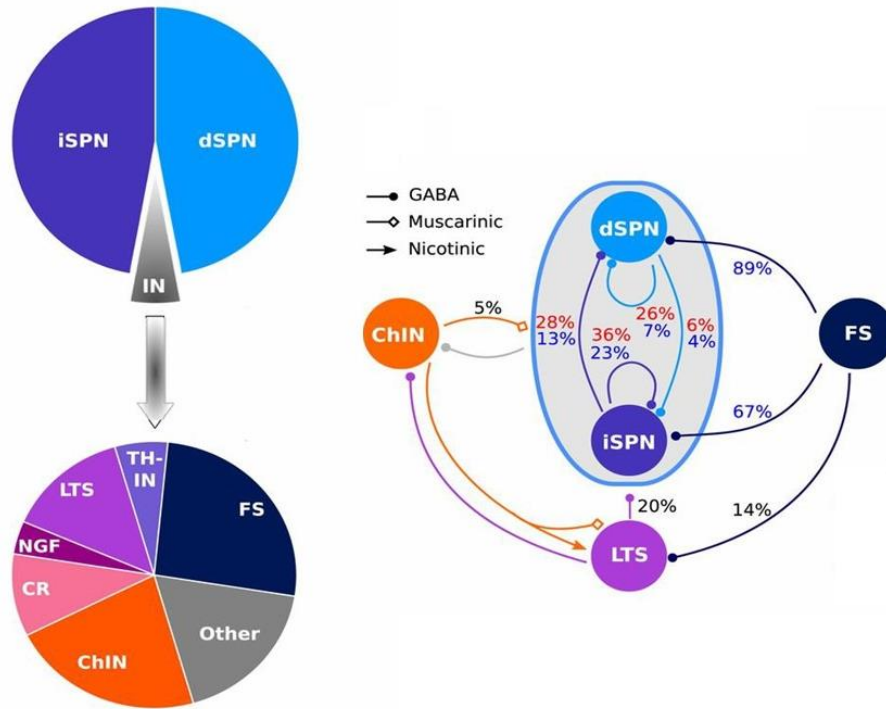 iSPN
dSPN
IN
TH-
IN
LTS
FS
NGF
CR
Other
ChIN
GABA
Muscarinic
Nicotinic
dSPN
89%
5%
ChIN
28%
13%
36%
23%
26%
7%
6%
4%
FS
67%
iSPN
20%
14%
LTS